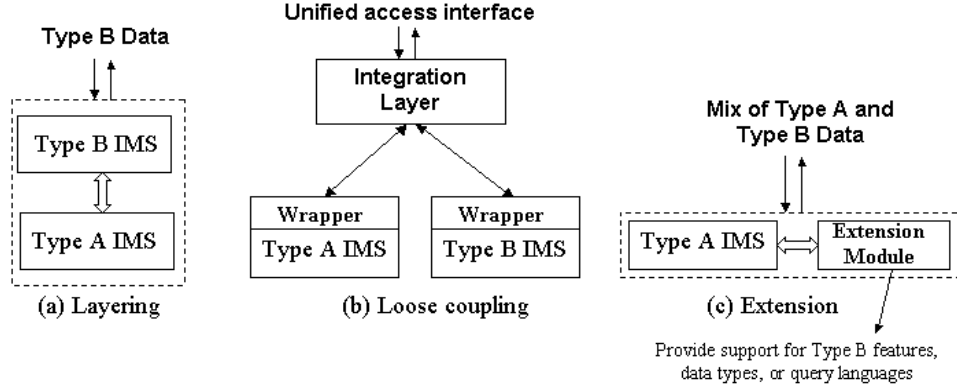 Type B Data
Type B IMS
Type A IMS
(a) Layering
Unified access interface
Integration
Layer
Wrapper
Type A IMS
Wrapper
Type B IMS
(b) Loose coupling
Mix of Type A and
Type B Data
Type A IMS
Extension
Module
(c) Extension
Provide support for Type B features,
data types, or query languages